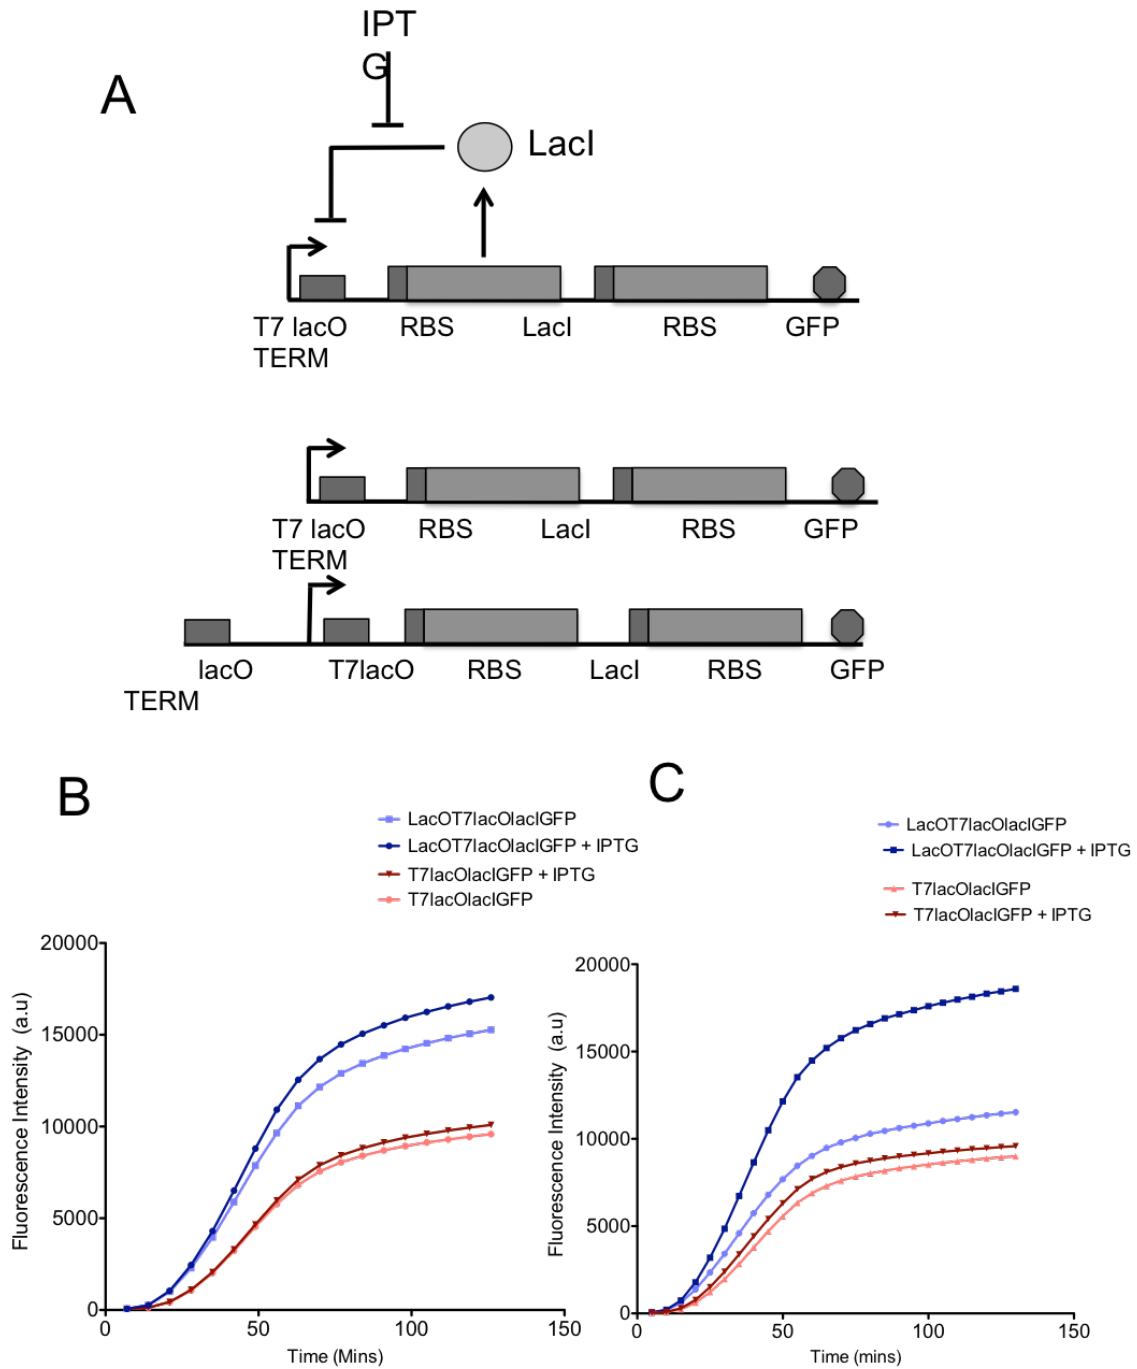 IPT
G
A
LacI
T7 lacO RBS LacI RBS GFP
TERM
T7 lacO RBS LacI RBS GFP
TERM
lacO T7lacO RBS LacI RBS GFP
TERM
B
LacOT7lacOlacIGFP
LacOT7lacOlacIGFP + IPTG
T7lacOlacIGFP + IPTG
T7lacOlacIGFP
20000
15000
10000
5000
0
Fluorescence Intensity (a.u)
0 50 100 150
Time (Mins)
C
LacOT7lacOlacIGFP
LacOT7lacOlacIGFP + IPTG
T7lacOlacIGFP
T7lacOlacIGFP + IPTG
20000
15000
10000
5000
0
Fluorescence Intensity (a.u)
0 50 100 150
Time (mins)